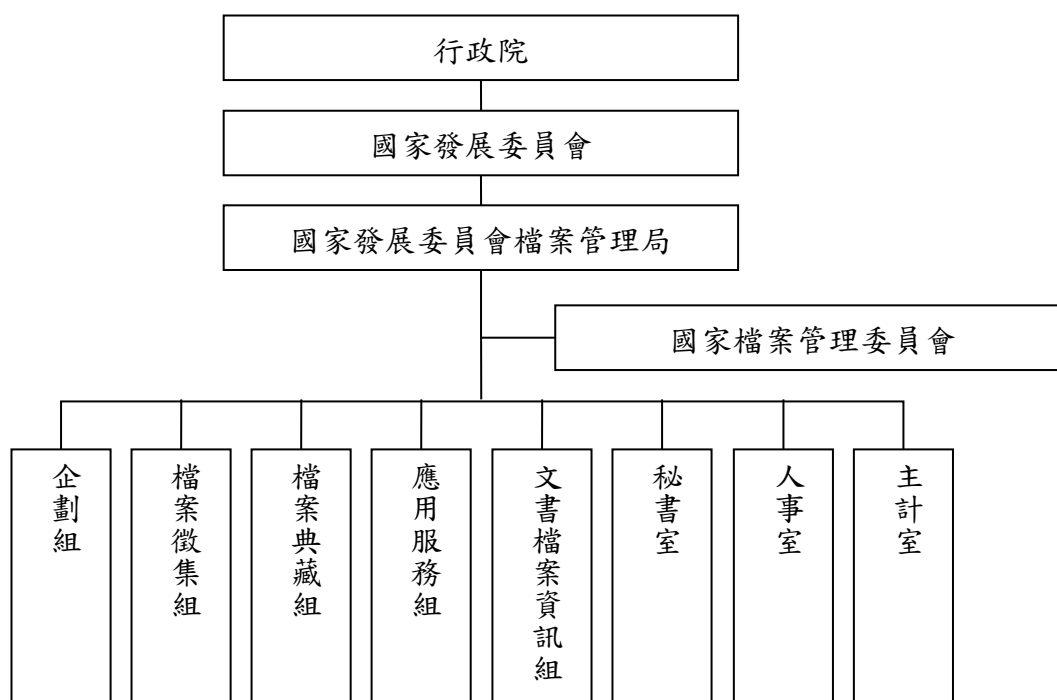 行政院
國家發展委員會
國家發展委員會檔案管理局
國家檔案管理委員會
企劃組
檔案徵集組
檔案典藏組
應用服務組
文書檔案資訊組
秘書室
人事室
主計室